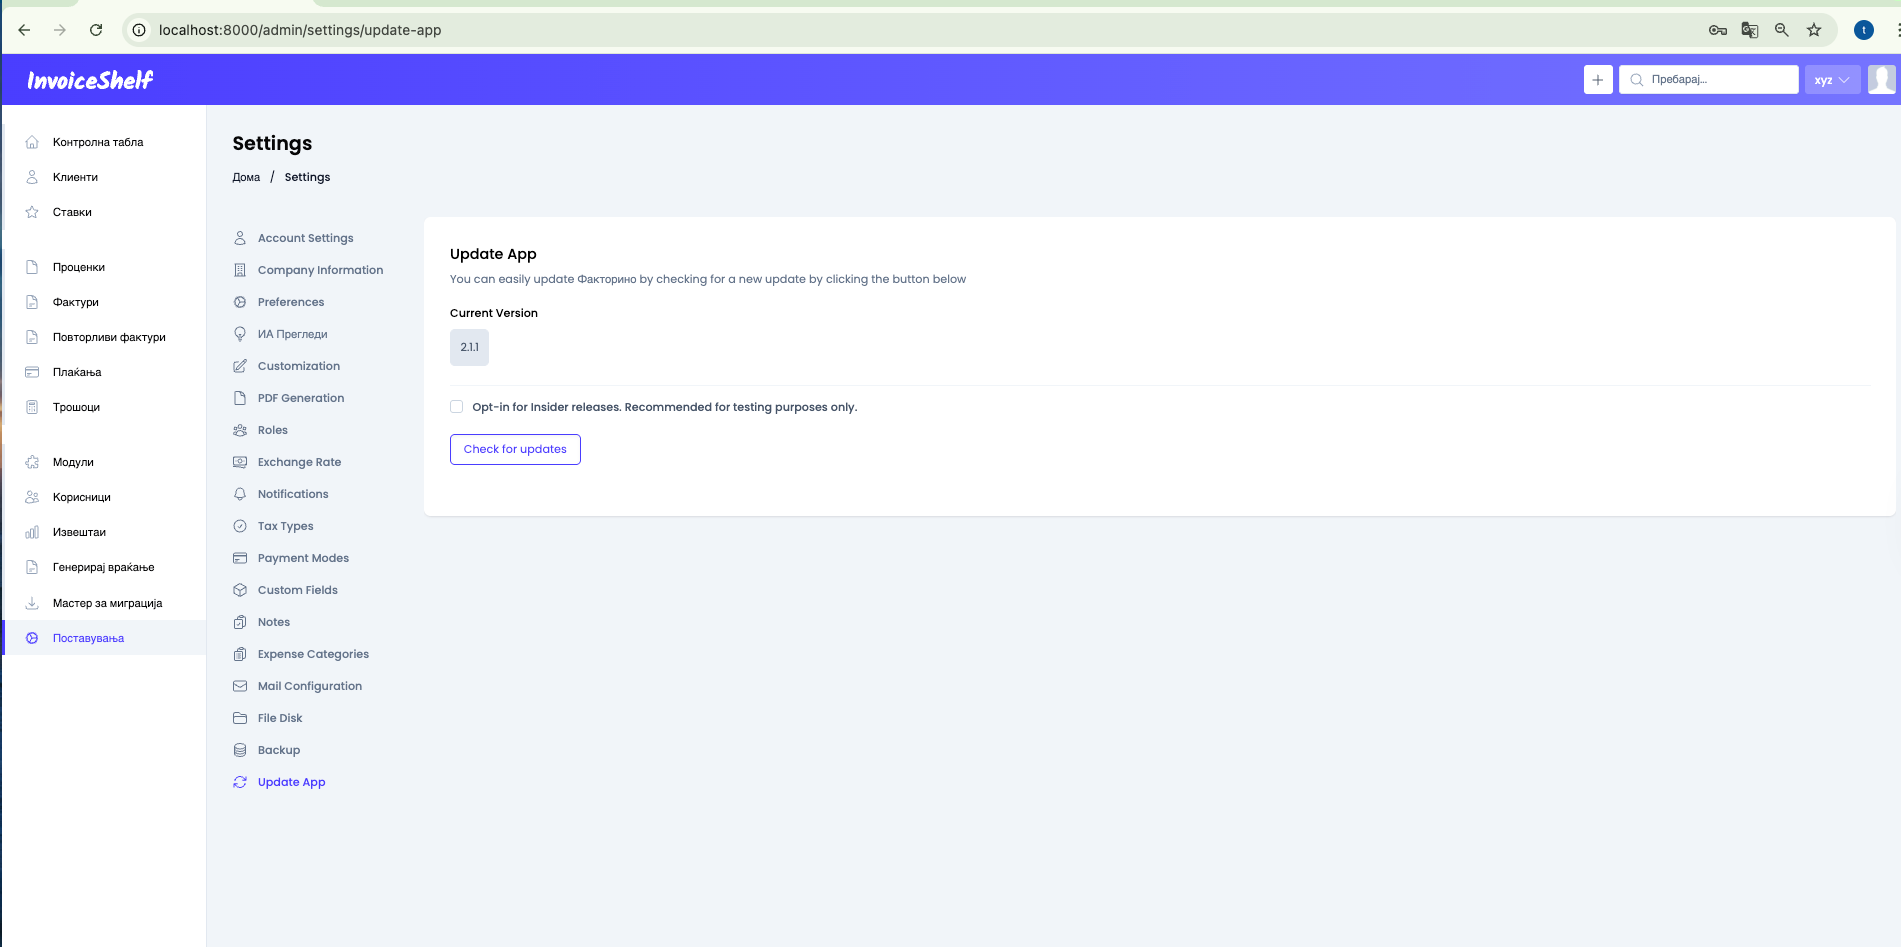 localhost:8000/admin/settings/update-app
t
InvoiceShelf
Пребарај...
xyz
Контролна табла
Клиенти
Ставки
Проценки
Фактури
Повторливи фактури
Плаќања
Трошоци
Модули
Корисници
Извештаи
Генерирај враќање
Мастер за миграција
Поставувања
Settings
Дома / Settings
Account Settings
Company Information
Preferences
ИА Прегледи
Customization
PDF Generation
Roles
Exchange Rate
Notifications
Tax Types
Payment Modes
Custom Fields
Notes
Expense Categories
Mail Configuration
File Disk
Backup
Update App
Update App
You can easily update Факторино by checking for a new update by clicking the button below
Current Version
2.1.1
Opt-in for Insider releases. Recommended for testing purposes only.
Check for updates